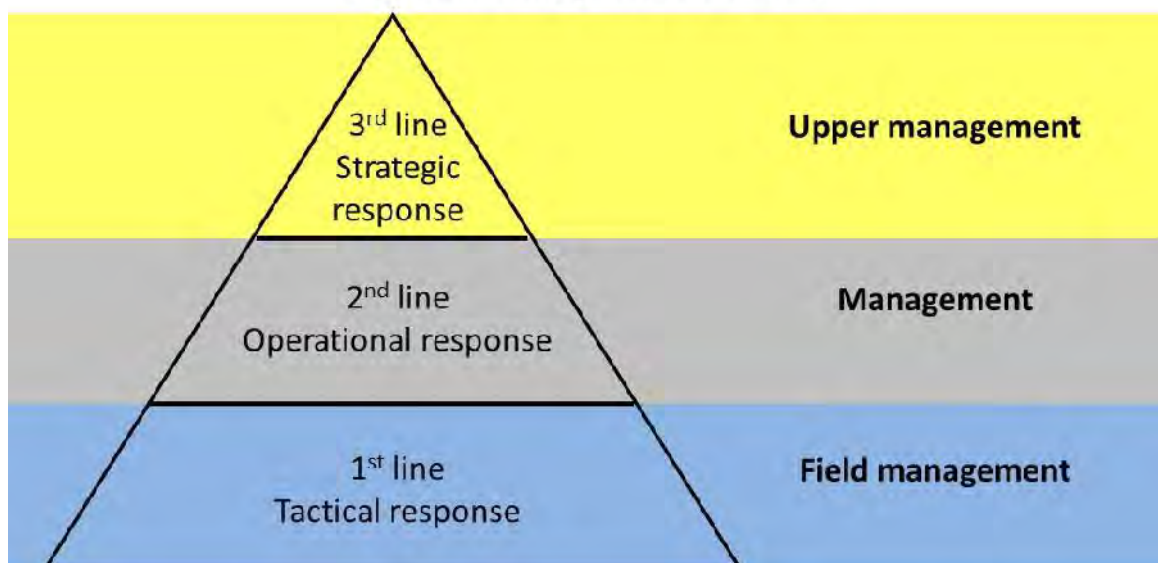 3rd line
Strategic
response
Upper management
2nd line
Operational response
Management
1st line
Tactical response
Field management